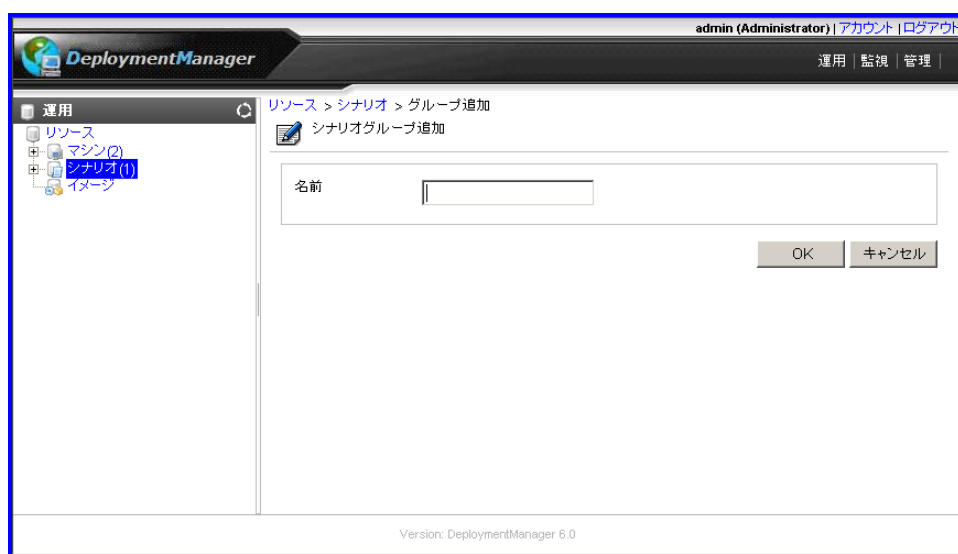 admin (Administrator) | アカウント | ログアウト
DeploymentManager
運用 | 監視 | 管理 |
運用
リソース
マシン(2)
シナリオ(1)
イメージ
リソース > シナリオ > グループ追加
シナリオグループ追加
名前
OK キャンセル
Version: DeploymentManager 6.0